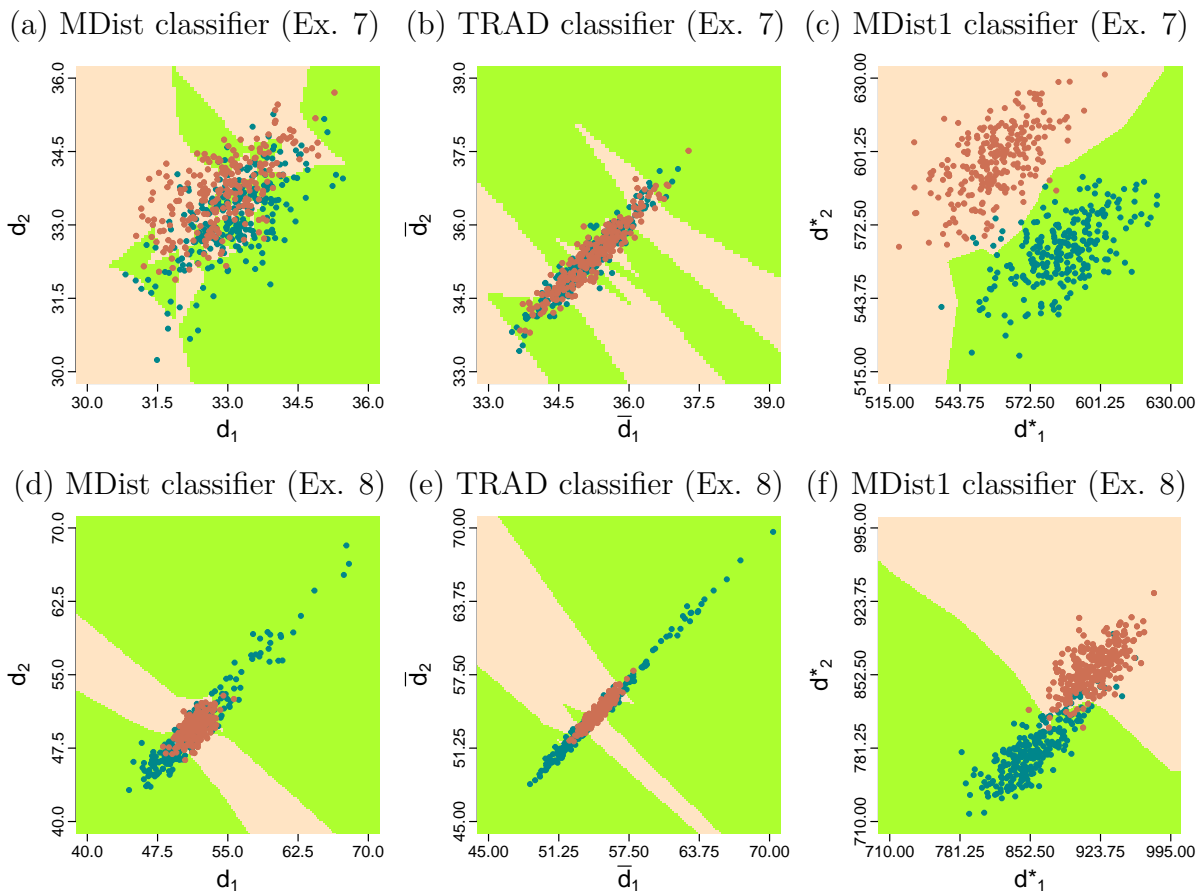 (a) MDist classifier (Ex. 7) (b) TRAD classifier (Ex. 7) (c) MDist1 classifier (Ex. 7)
36.0
34.5
33.0
31.5
30.0
d₂
30.0 31.5 33.0 34.5 36.0
d₁
39.0
37.5
36.0
34.5
33.0
d̅₂
33.0 34.5 36.0 37.5 39.0
d̅₁
630.00
601.25
572.50
543.75
515.00
d*₂
515.00 543.75 572.50 601.25 630.00
d*₁
(d) MDist classifier (Ex. 8) (e) TRAD classifier (Ex. 8) (f) MDist1 classifier (Ex. 8)
70.0
62.5
55.0
47.5
40.0
d₂
40.0 47.5 55.0 62.5 70.0
d₁
70.00
63.75
57.50
51.25
45.00
d̅₂
45.00 51.25 57.50 63.75 70.00
d̅₁
995.00
923.75
852.50
781.25
710.00
d*₂
710.00 781.25 852.50 923.75 995.00
d*₁